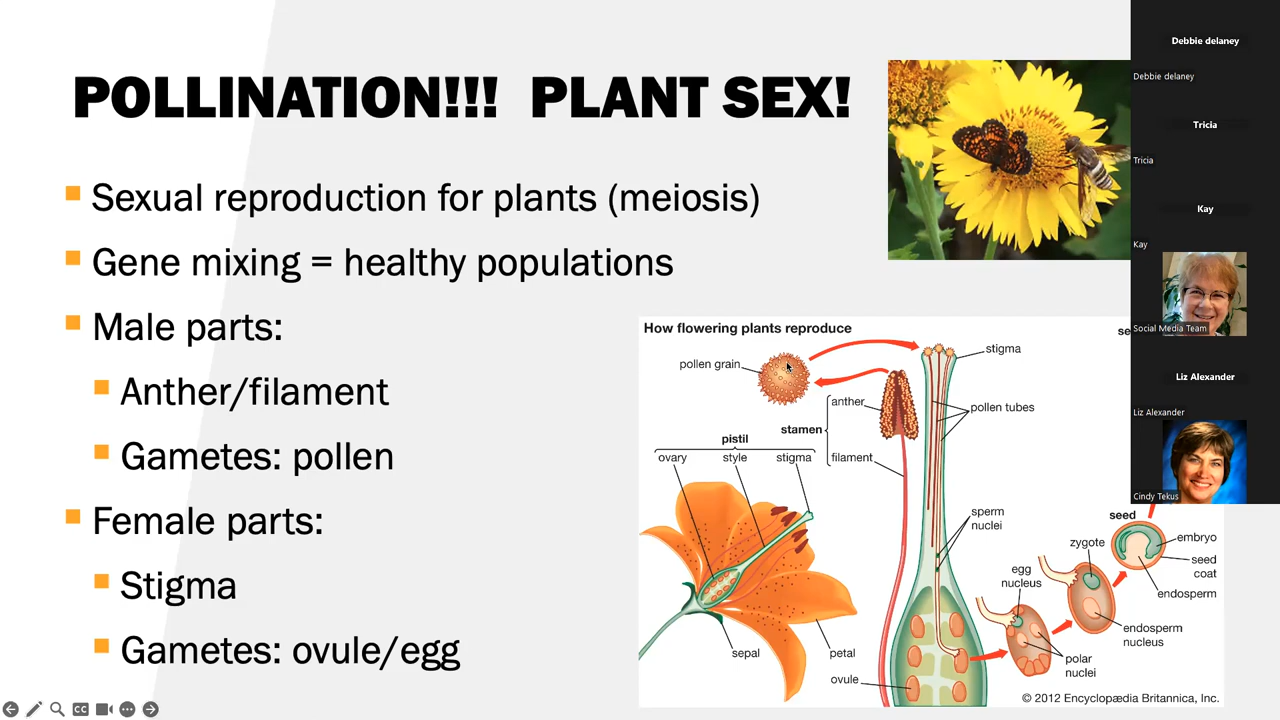 POLLINATION!!! PLANT SEX!
Sexual reproduction for plants (meiosis)
Gene mixing = healthy populations
Male parts:
Anther/filament
Gametes: pollen
Female parts:
Stigma
Gametes: ovule/egg
How flowering plants reproduce
se
pollen grain
stigma
anther
pollen tubes
stamen
pistil
ovary
style
stigma
filament
sperm
nuclei
seed
zygote
embryo
seed
coat
egg
nucleus
endosperm
endosperm
nucleus
sepal
petal
polar
nuclei
ovule
© 2012 Encyclopædia Britannica, Inc.
Debbie delaney
Debbie delaney
Tricia
Tricia
Kay
Kay
Social Media Team
Liz Alexander
Liz Alexander
Cindy Tekus
CC